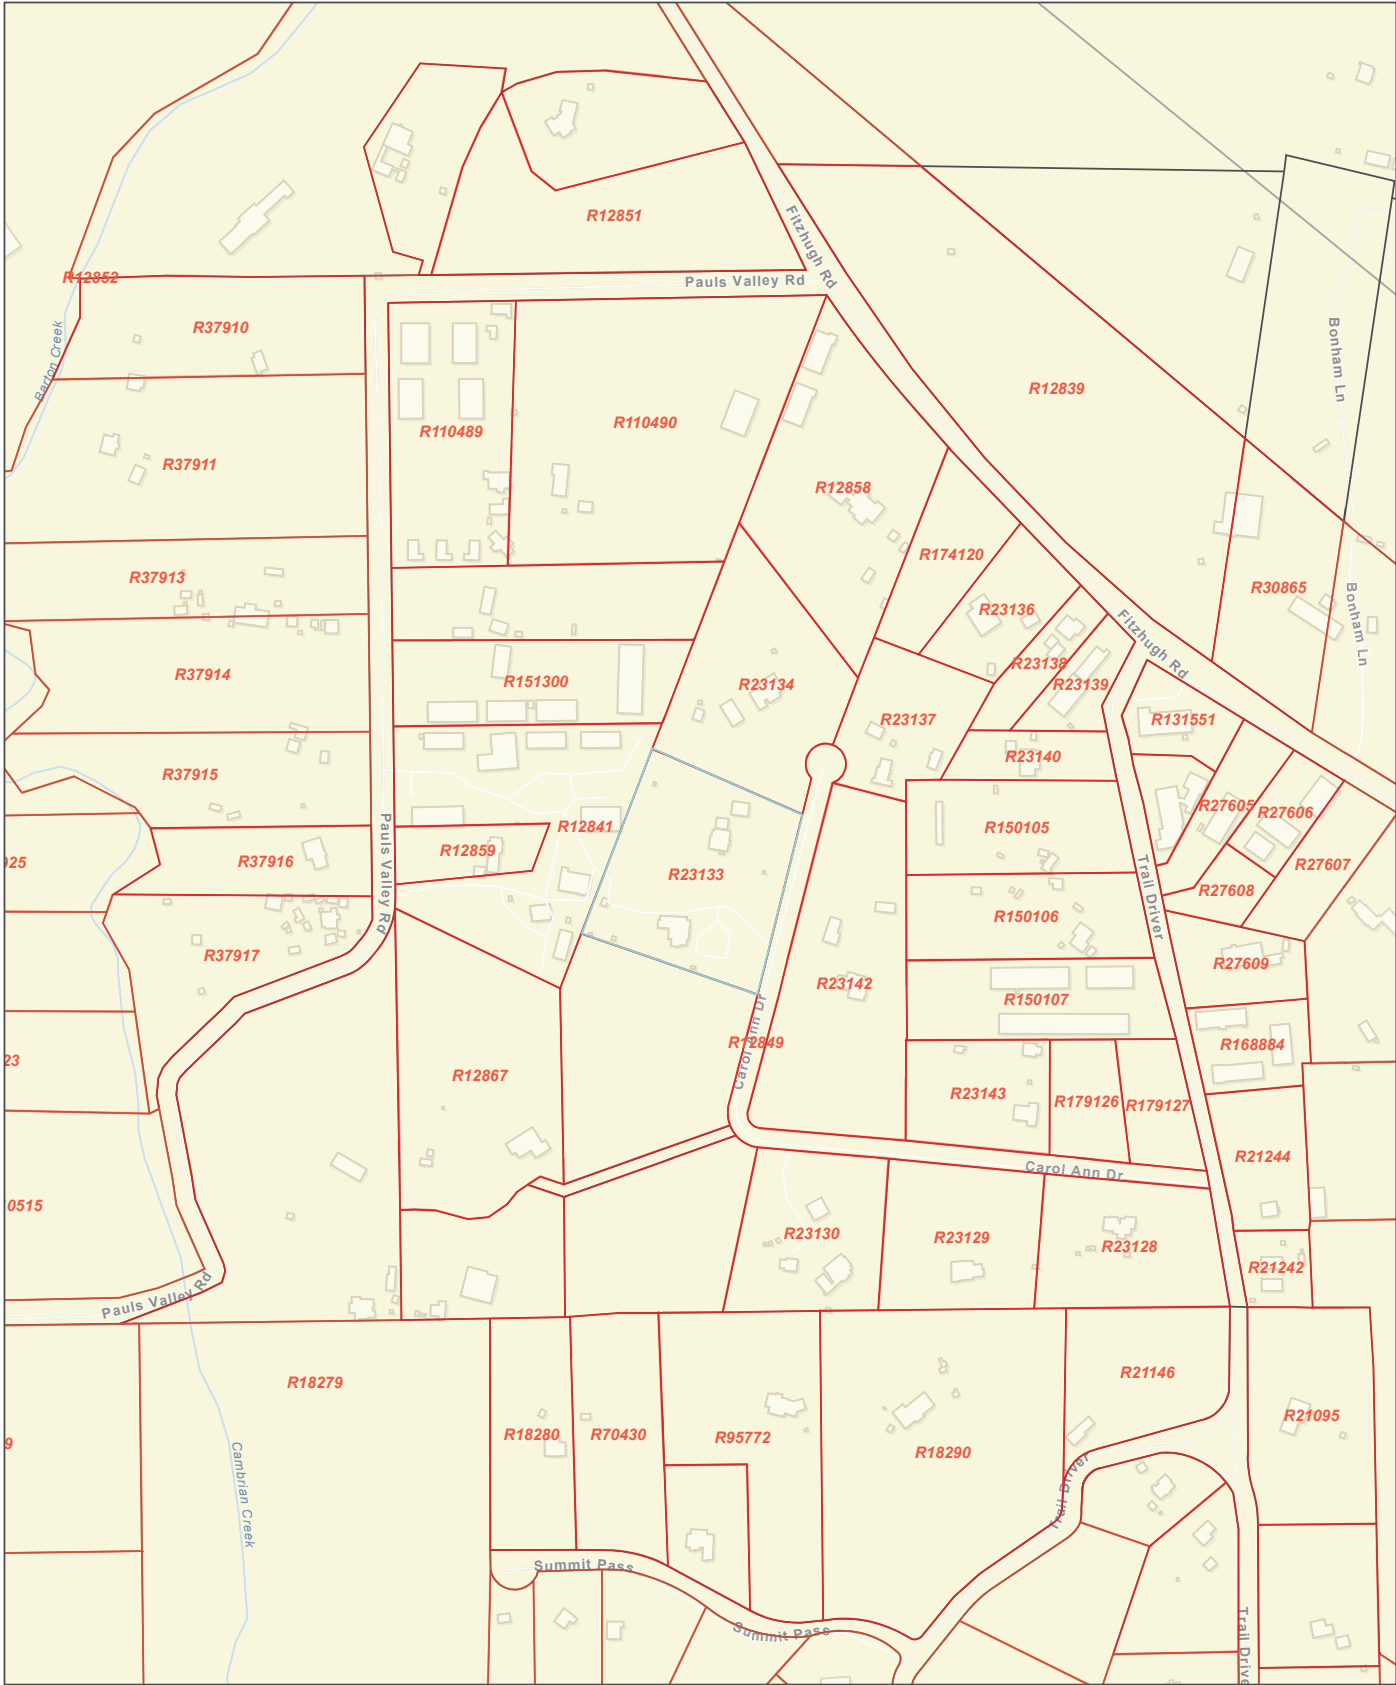 R12851
Fitzhugh Rd
R12852
Pauls Valley Rd
R37910
Barton Creek
Bonham Ln
R12839
R110489
R110490
R37911
R12858
R174120
R37913
R30865
Bonham Ln
R23136
Fitzhugh Rd
R23138
R37914
R151300
R23134
R23139
R23137
R131551
R23140
R37915
R27605
R27606
R12841
R150105
Pauls Valley Rd
R12859
R37916
25
R23133
R27607
R27608
Trail Driver
R150106
R37917
R27609
R23142
R150107
Carol Ann Dr
R12849
R168884
23
R12867
R23143
R179126
R179127
R21244
Carol Ann Dr
0515
R23130
R23129
R23128
R21242
Pauls Valley Rd
R18279
R21146
R21095
R18280
R70430
R95772
9
R18290
Cambrian Creek
Trail Driver
Summit Pass
Summit Pass
Trail Drive